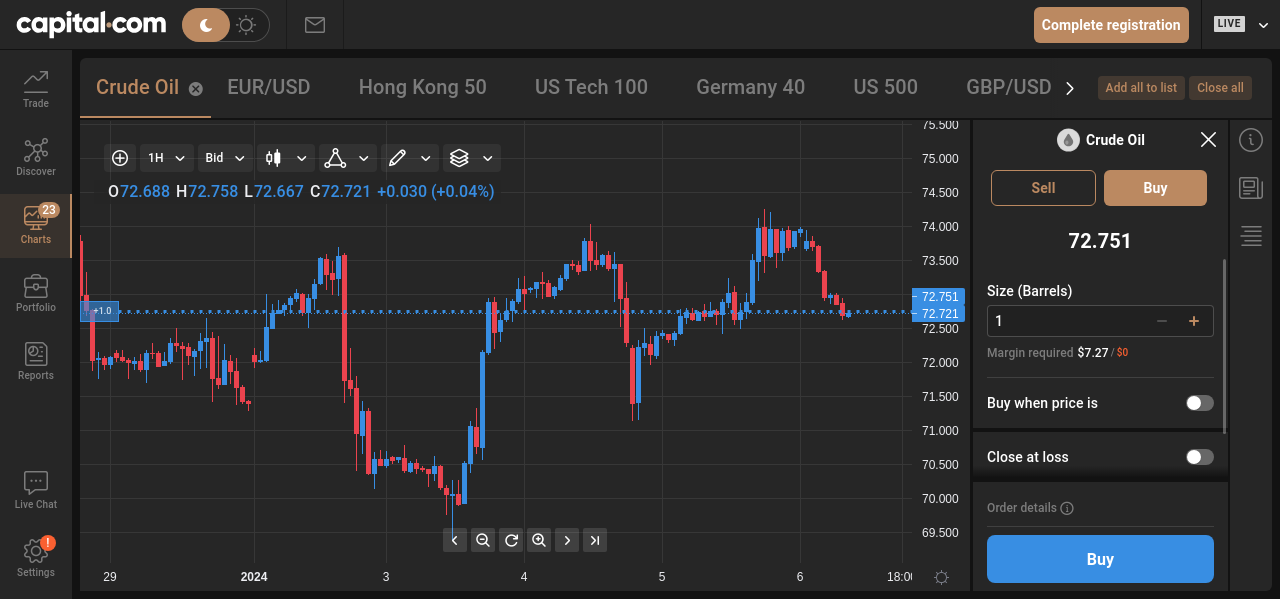 capital.com
Complete registration
LIVE
Trade
Discover
23
Charts
Portfolio
Reports
Live Chat
!
Settings
Crude Oil
EUR/USD
Hong Kong 50
US Tech 100
Germany 40
US 500
GBP/USD
Add all to list
Close all
1H
Bid
O72.688 H72.758 L72.667 C72.721 +0.030 (+0.04%)
+1.0
75.500
75.000
74.500
74.000
73.500
72.751
72.721
72.500
72.000
71.500
71.000
70.500
70.000
69.500
29
2024
3
4
5
6
18:00
Crude Oil
Sell
Buy
72.751
Size (Barrels)
1
Margin required $7.27 / $0
Buy when price is
Close at loss
Order details
Buy